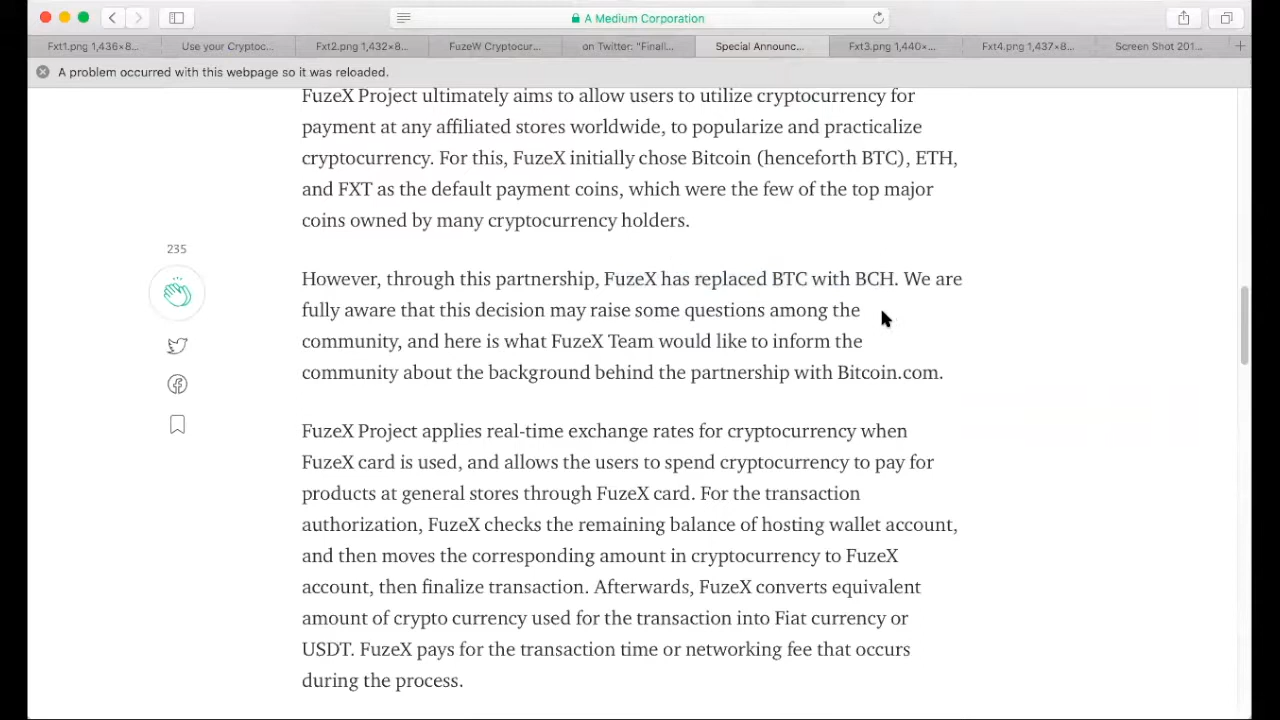 A Medium Corporation
Fxt1.png 1,436×8...
Use your Cryptoc...
Fxt2.png 1,432×8...
FuzeW Cryptocur...
on Twitter: "Finall...
Special Announc...
Fxt3.png 1,440×...
Fxt4.png 1,437×8...
Screen Shot 201...
A problem occurred with this webpage so it was reloaded.
FuzeX Project ultimately aims to allow users to utilize cryptocurrency for
payment at any affiliated stores worldwide, to popularize and practicalize
cryptocurrency. For this, FuzeX initially chose Bitcoin (henceforth BTC), ETH,
and FXT as the default payment coins, which were the few of the top major
coins owned by many cryptocurrency holders.
235
However, through this partnership, FuzeX has replaced BTC with BCH. We are
fully aware that this decision may raise some questions among the
community, and here is what FuzeX Team would like to inform the
community about the background behind the partnership with Bitcoin.com.
FuzeX Project applies real-time exchange rates for cryptocurrency when
FuzeX card is used, and allows the users to spend cryptocurrency to pay for
products at general stores through FuzeX card. For the transaction
authorization, FuzeX checks the remaining balance of hosting wallet account,
and then moves the corresponding amount in cryptocurrency to FuzeX
account, then finalize transaction. Afterwards, FuzeX converts equivalent
amount of crypto currency used for the transaction into Fiat currency or
USDT. FuzeX pays for the transaction time or networking fee that occurs
during the process.